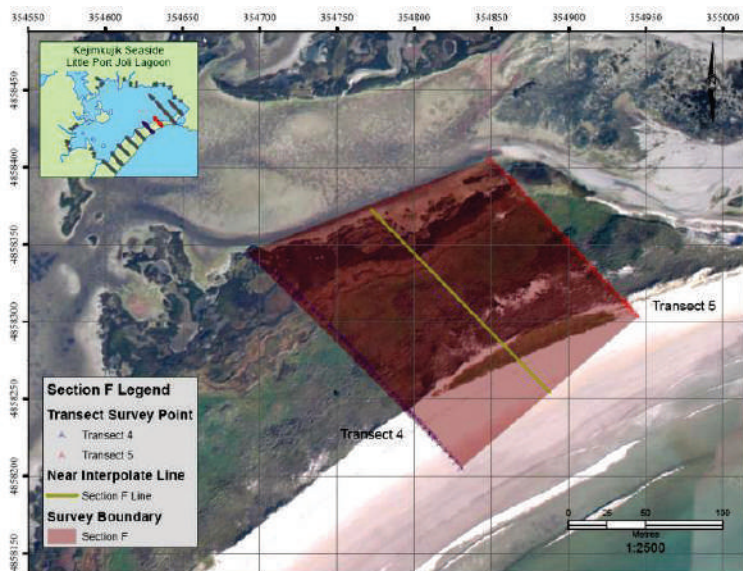 354550 354600 354650 354700 354750 354800 354850 354900 354950 355000
Kejimkujik Seaside
Little Port Joli Lagoon
4858450
4858400
4858350
4858300
4858250
4858200
4858150
Transect 5
Transect 4
Section F Legend
Transect Survey Point
Transect 4
Transect 5
Near Interpolate Line
Section F Line
Survey Boundary
Section F
0 25 50 100
Metres
1:2500